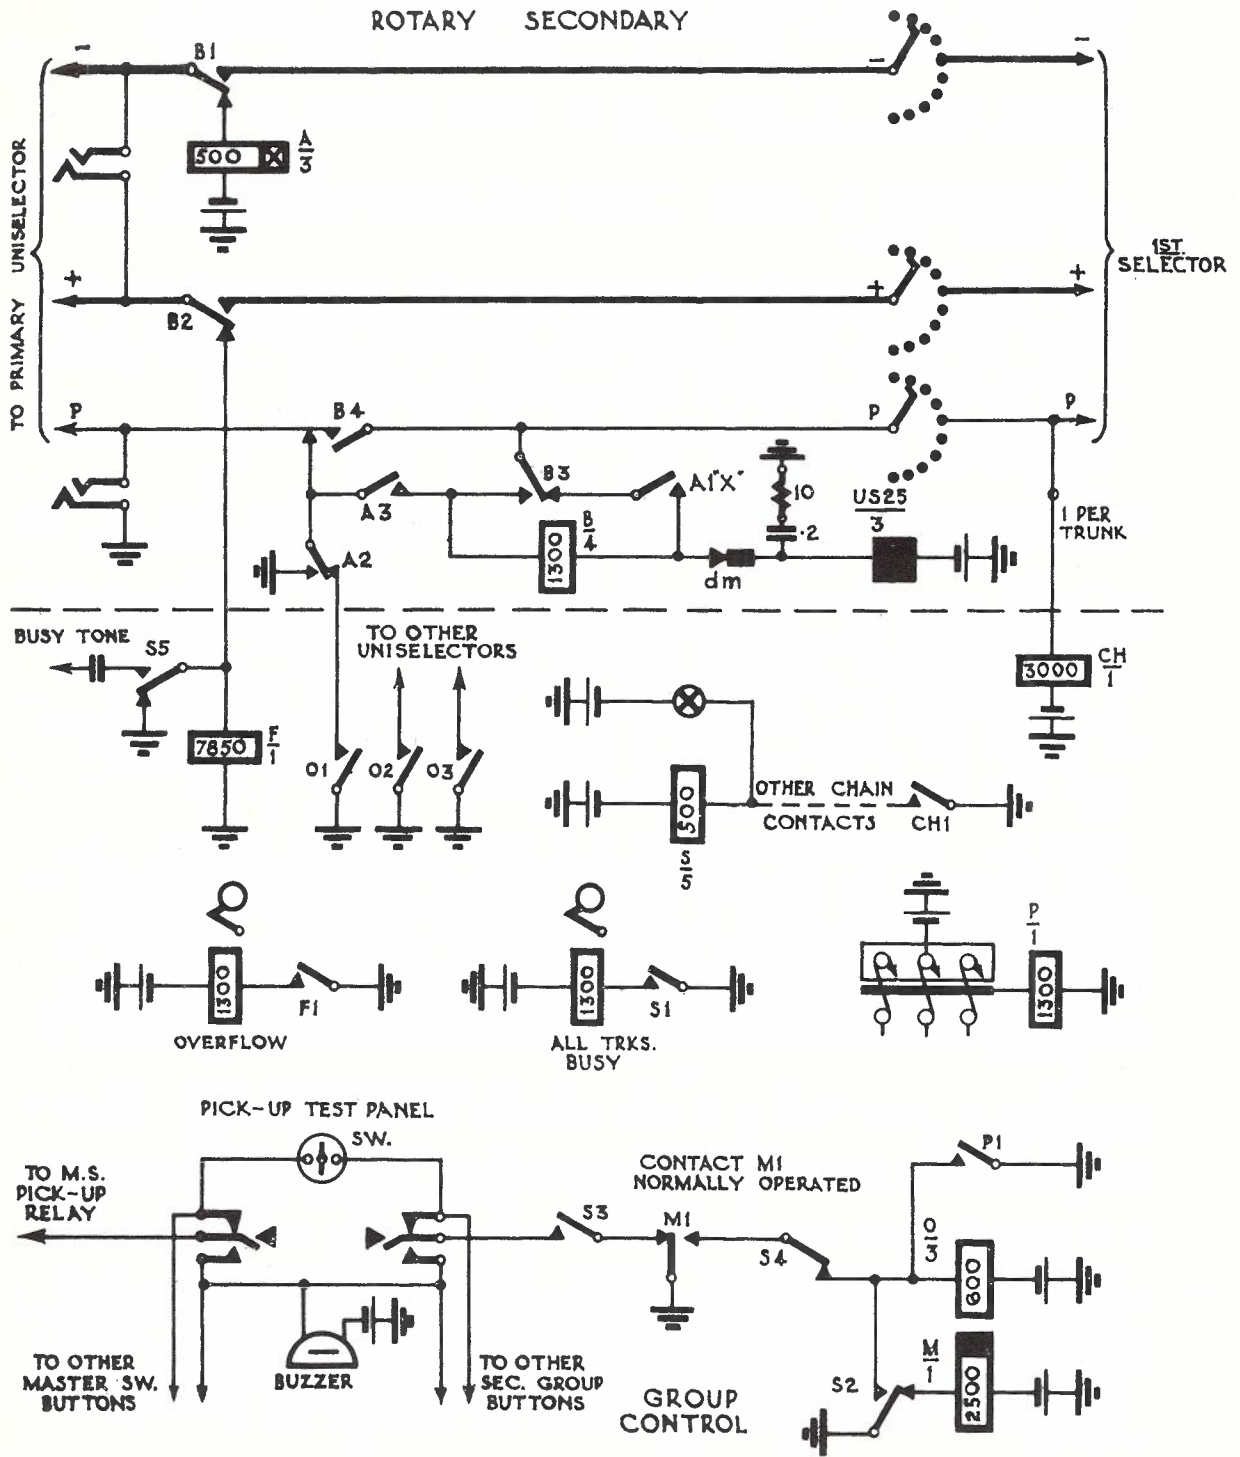 ROTARY SECONDARY
-
B1
-
-
A
3
500
TO PRIMARY UNISELECTOR
1ST.
SELECTOR
+
B2
+
+
P
B4
P
P
A3
B3
A1"X"
10
US25
3
1 PER
TRUNK
B
4
1300
.2
A2
dm
BUSY TONE
S5
TO OTHER
UNISELECTORS
3000
CH
1
7850
F
1
O1
O2
O3
500
S
5
OTHER CHAIN
CONTACTS
CH1
1300
F1
OVERFLOW
1300
S1
ALL TRKS.
BUSY
P
1
1300
PICK-UP TEST PANEL
SW.
TO M.S.
PICK-UP
RELAY
CONTACT M1
NORMALLY OPERATED
P1
S3
M1
S4
O
3
600
BUZZER
TO OTHER
MASTER SW.
BUTTONS
TO OTHER
SEC. GROUP
BUTTONS
GROUP
CONTROL
S2
M
1
2500